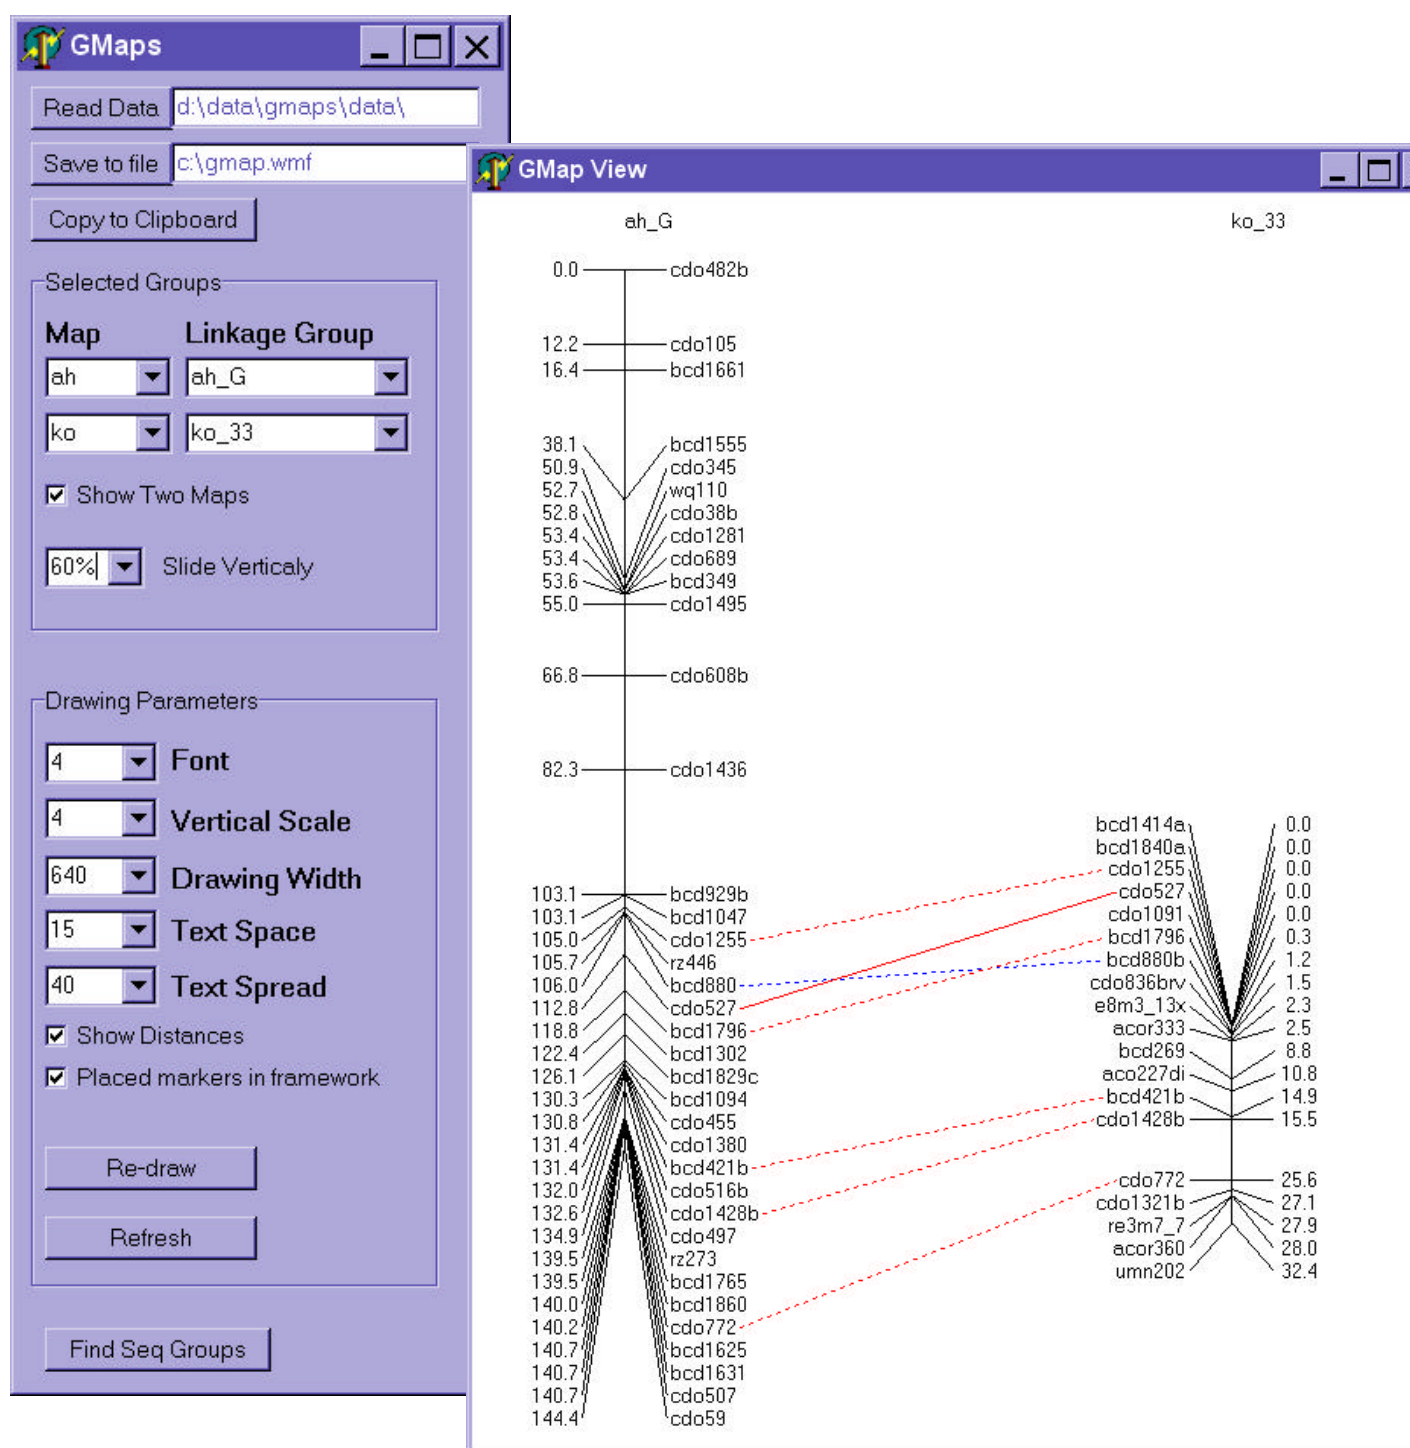 GMaps
Read Data d:\data\gmaps\data\
Save to file c:\gmap.wmf
Copy to Clipboard
Selected Groups
Map Linkage Group
ah ah_G
ko ko_33
Show Two Maps
60% Slide Verticaly
Drawing Parameters
4 Font
4 Vertical Scale
640 Drawing Width
15 Text Space
40 Text Spread
Show Distances
Placed markers in framework
Re-draw
Refresh
Find Seq Groups
GMap View
ah_G
0.0 cdo482b
12.2 cdo105
16.4 bcd1661
38.1 bcd1555
50.9 cdo345
52.7 wq110
52.8 cdo38b
53.4 cdo1281
53.4 cdo689
53.6 bcd349
55.0 cdo1495
66.8 cdo608b
82.3 cdo1436
103.1 bcd929b
103.1 bcd1047
105.0 cdo1255
105.7 rz446
106.0 bcd880
112.8 cdo527
118.8 bcd1796
122.4 bcd1302
126.1 bcd1829c
130.3 bcd1094
130.8 cdo455
131.4 cdo1380
131.4 bcd421b
132.0 cdo516b
132.6 cdo1428b
134.9 cdo497
139.5 rz273
139.5 bcd1765
140.0 bcd1860
140.2 cdo772
140.7 bcd1625
140.7 bcd1631
140.7 cdo507
144.4 cdo59
ko_33
bcd1414a 0.0
bcd1840a 0.0
cdo1255 0.0
cdo527 0.0
cdo1091 0.0
bcd1796 0.3
bcd880b 1.2
cdo836brv 1.5
e8m3_13x 2.3
acor333 2.5
bcd269 8.8
aco227di 10.8
bcd421b 14.9
cdo1428b 15.5
cdo772 25.6
cdo1321b 27.1
re3m7_7 27.9
acor360 28.0
umn202 32.4